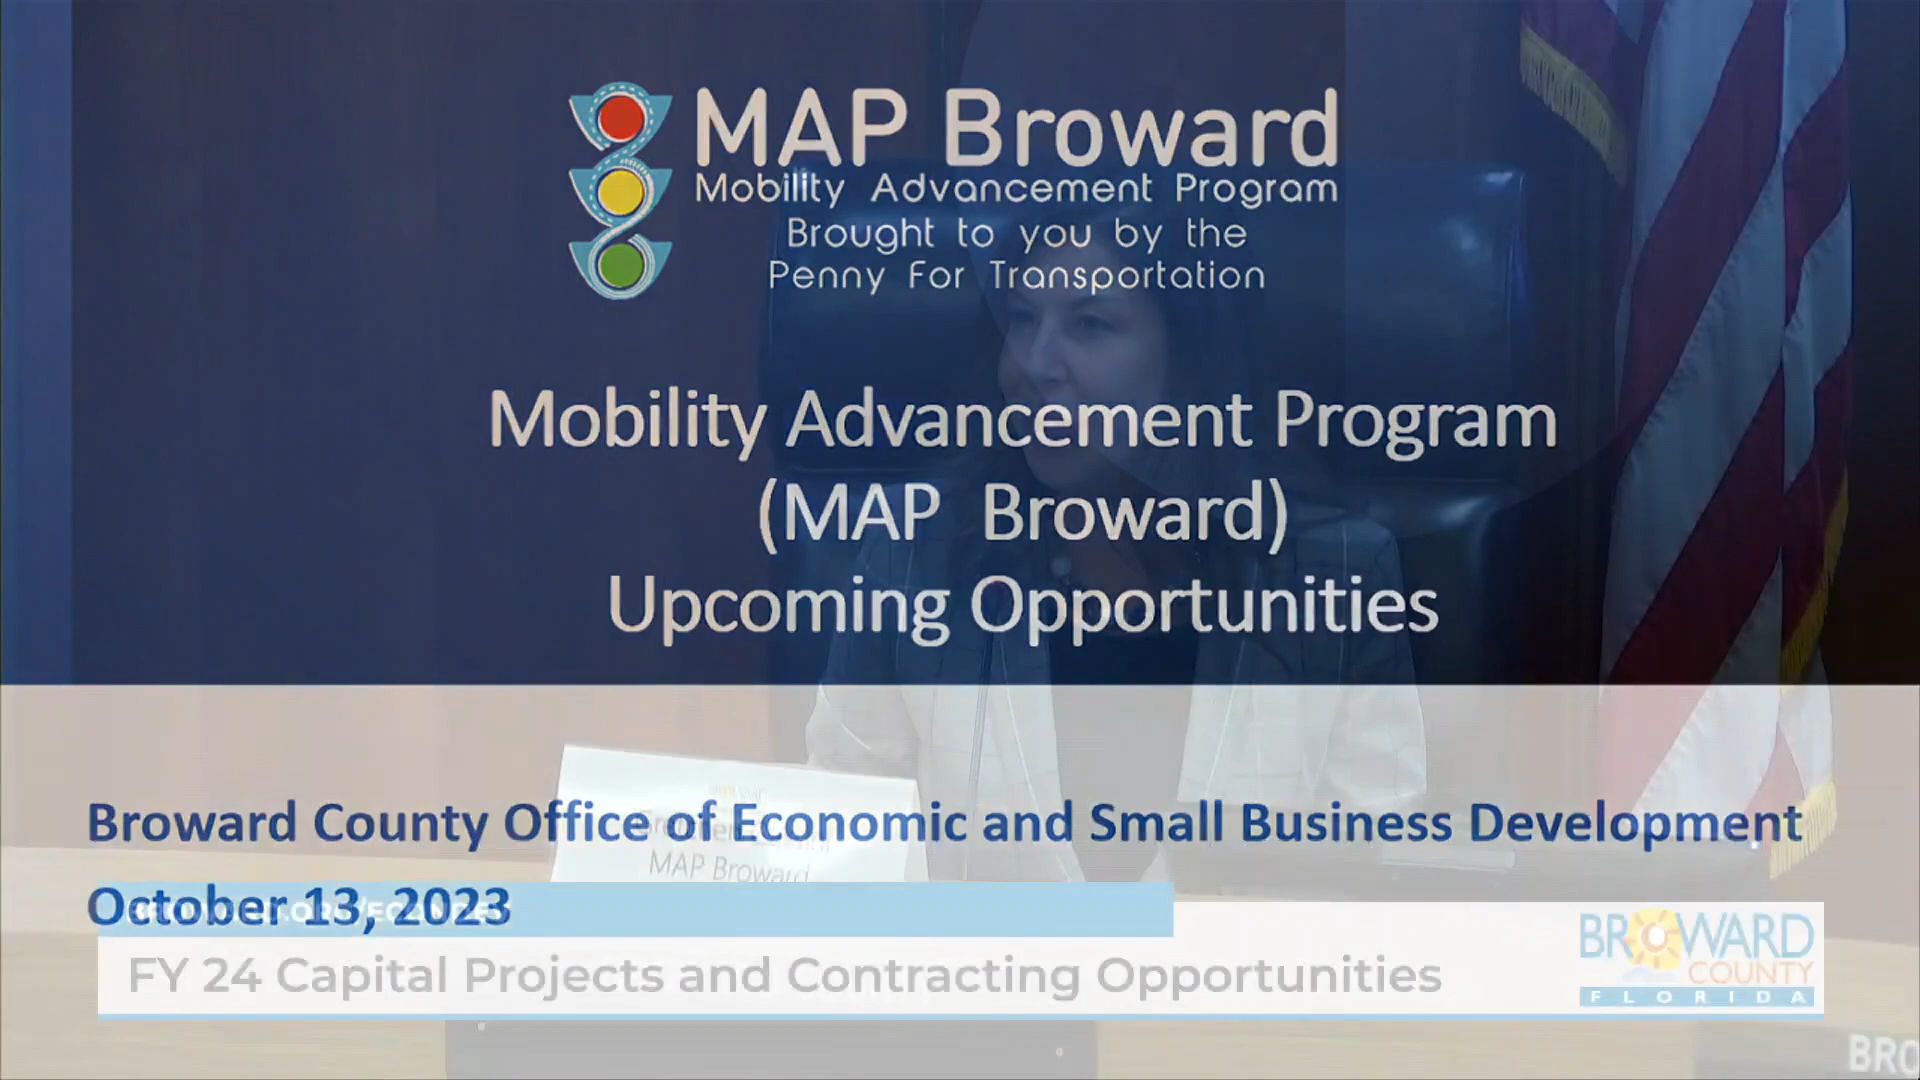 MAP Broward
Mobility Advancement Program
Brought to you by the
Penny For Transportation
Mobility Advancement Program
(MAP Broward)
Upcoming Opportunities
Broward County Office of Economic and Small Business Development
MAP Broward
October 13, 2023
FY 24 Capital Projects and Contracting Opportunities
BROWARD
COUNTY
FLORIDA
BRO